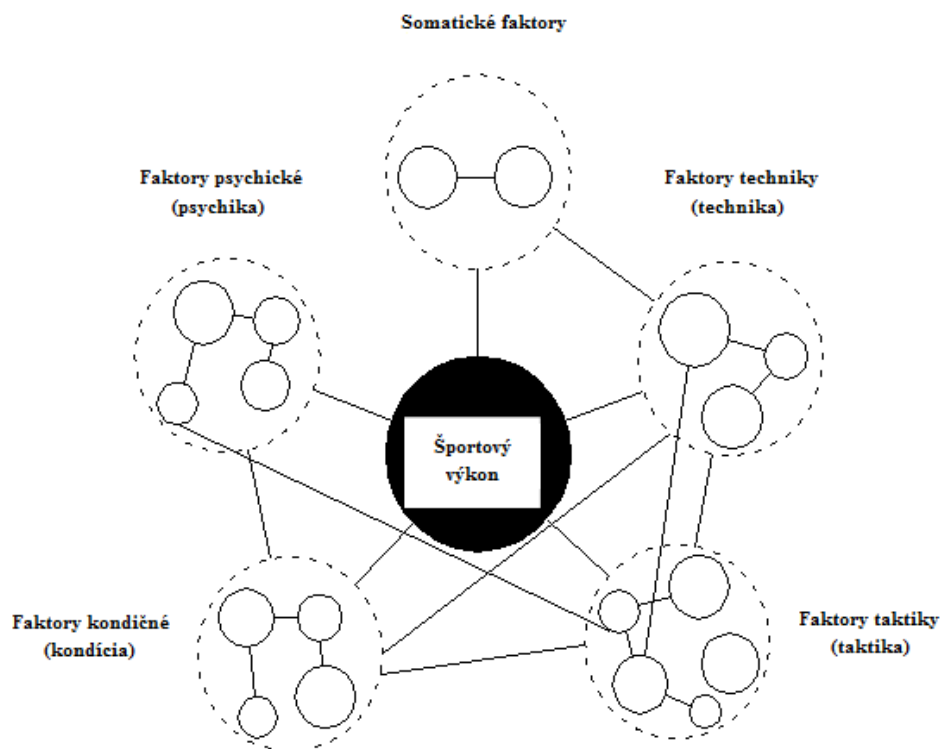 Somatické faktory
Faktory psychické
(psychika)
Faktory techniky
(technika)
Športový
výkon
Faktory kondičné
(kondícia)
Faktory taktiky
(taktika)